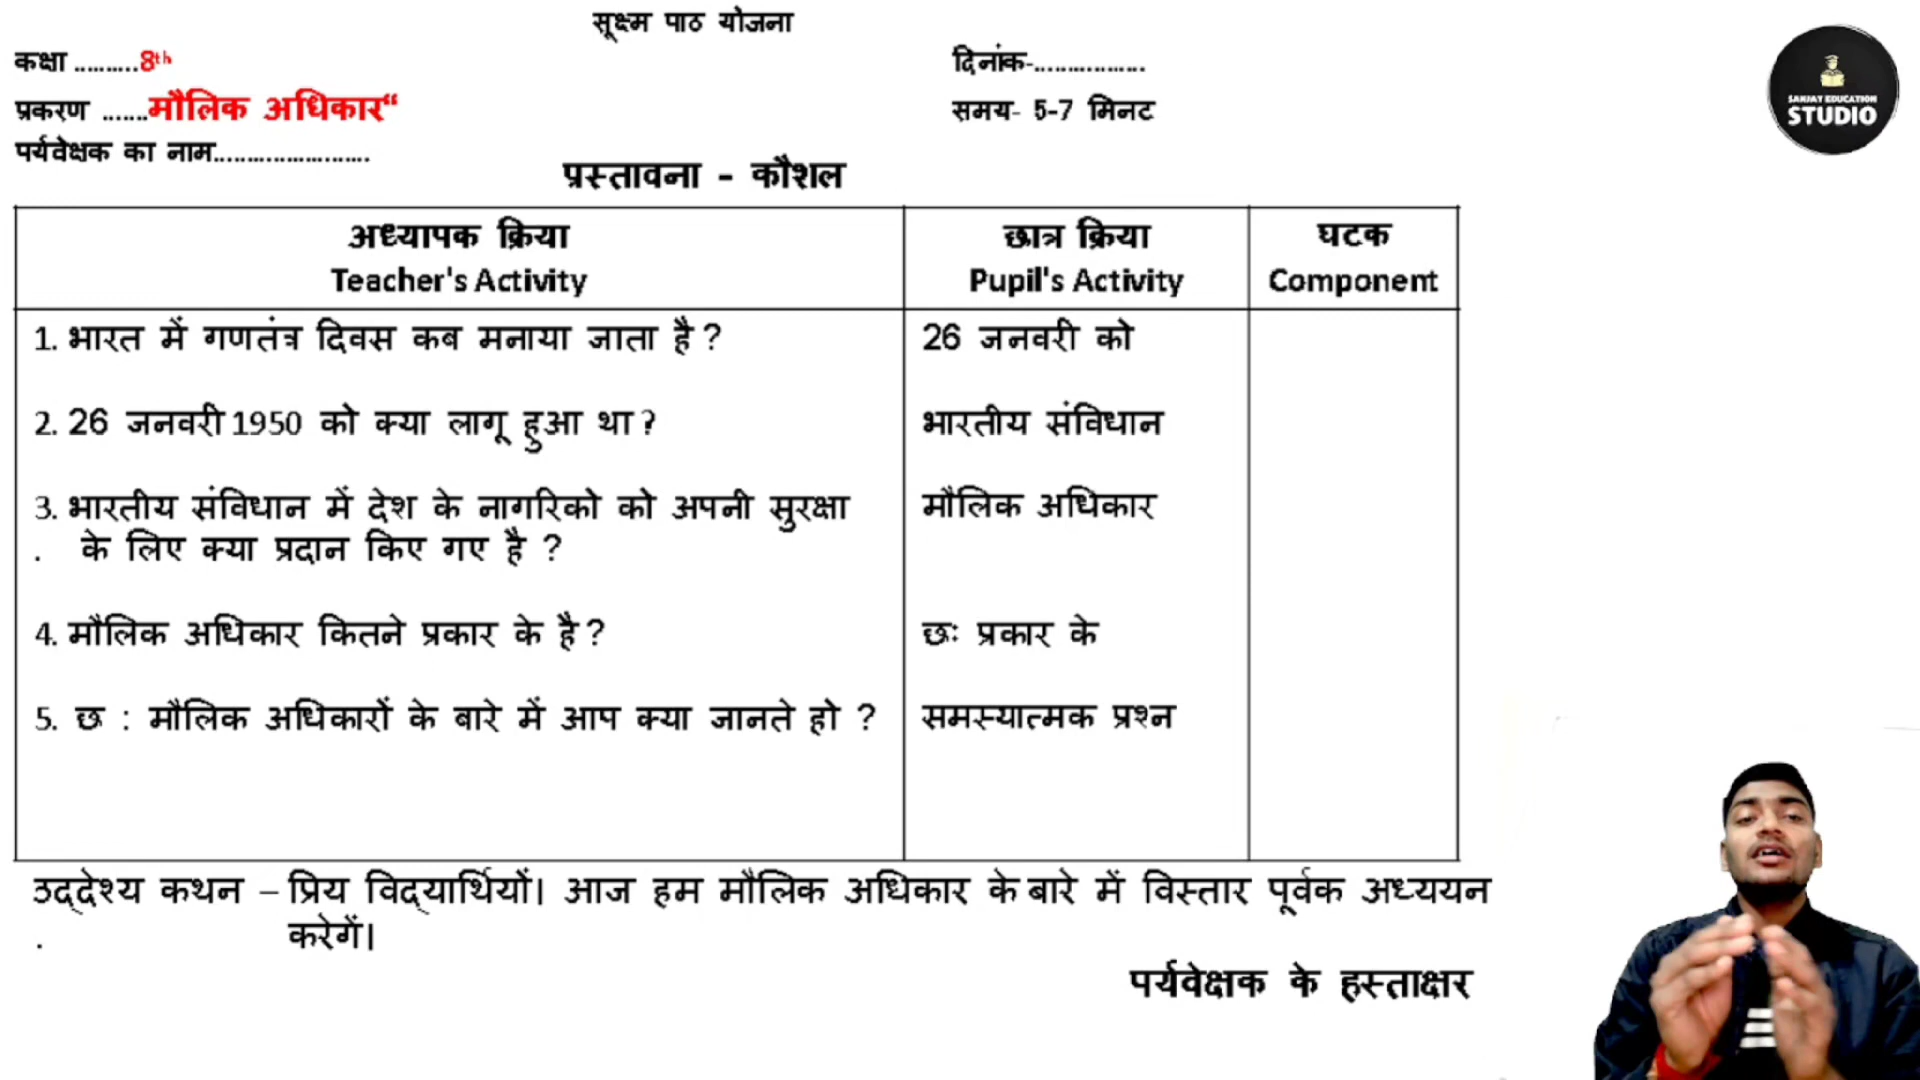 सूक्ष्म पाठ योजना
कक्षा ..........8th
दिनांक-.................
प्रकरण .......मौलिक अधिकार“
समय- 5-7 मिनट
पर्यवेक्षक का नाम.......................
प्रस्तावना - कौशल
SANJAY EDUCATION
STUDIO
अध्यापक क्रिया
Teacher's Activity
छात्र क्रिया
Pupil's Activity
घटक
Component
1. भारत में गणतंत्र दिवस कब मनाया जाता है ?
26 जनवरी को
2. 26 जनवरी 1950 को क्या लागू हुआ था ?
भारतीय संविधान
3. भारतीय संविधान में देश के नागरिको को अपनी सुरक्षा
. के लिए क्या प्रदान किए गए है ?
मौलिक अधिकार
4. मौलिक अधिकार कितने प्रकार के है ?
छः प्रकार के
5. छ : मौलिक अधिकारों के बारे में आप क्या जानते हो ?
समस्यात्मक प्रश्न
उद्देश्य कथन – प्रिय विद्यार्थियों। आज हम मौलिक अधिकार के बारे में विस्तार पूर्वक अध्ययन
. करेगें।
पर्यवेक्षक के हस्ताक्षर